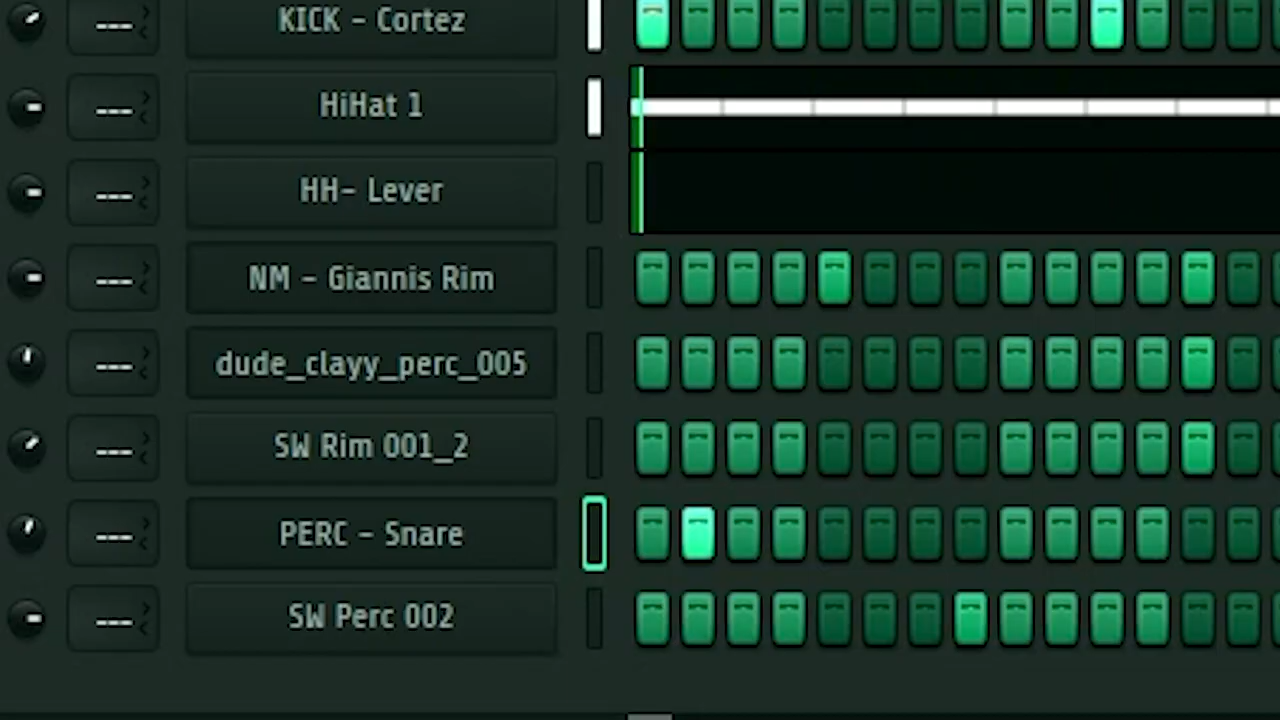 --- KICK - Cortez
--- HiHat 1
--- HH- Lever
--- NM - Giannis Rim
--- dude_clayy_perc_005
--- SW Rim 001_2
--- PERC - Snare
--- SW Perc 002